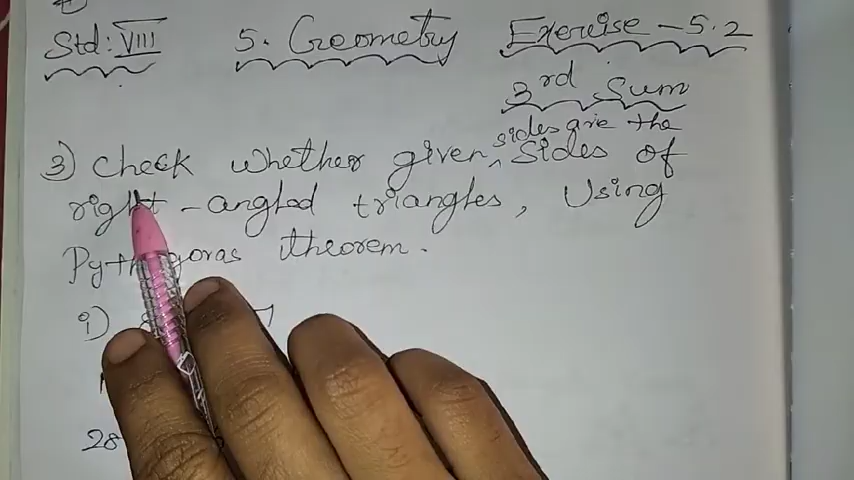 Std: VIII 5. Geometry Exercise - 5.2
3rd Sum
sides are the
3) Check whether given ^ sides of
right - angled triangles, Using
Pythagoras theorem.
i)
28